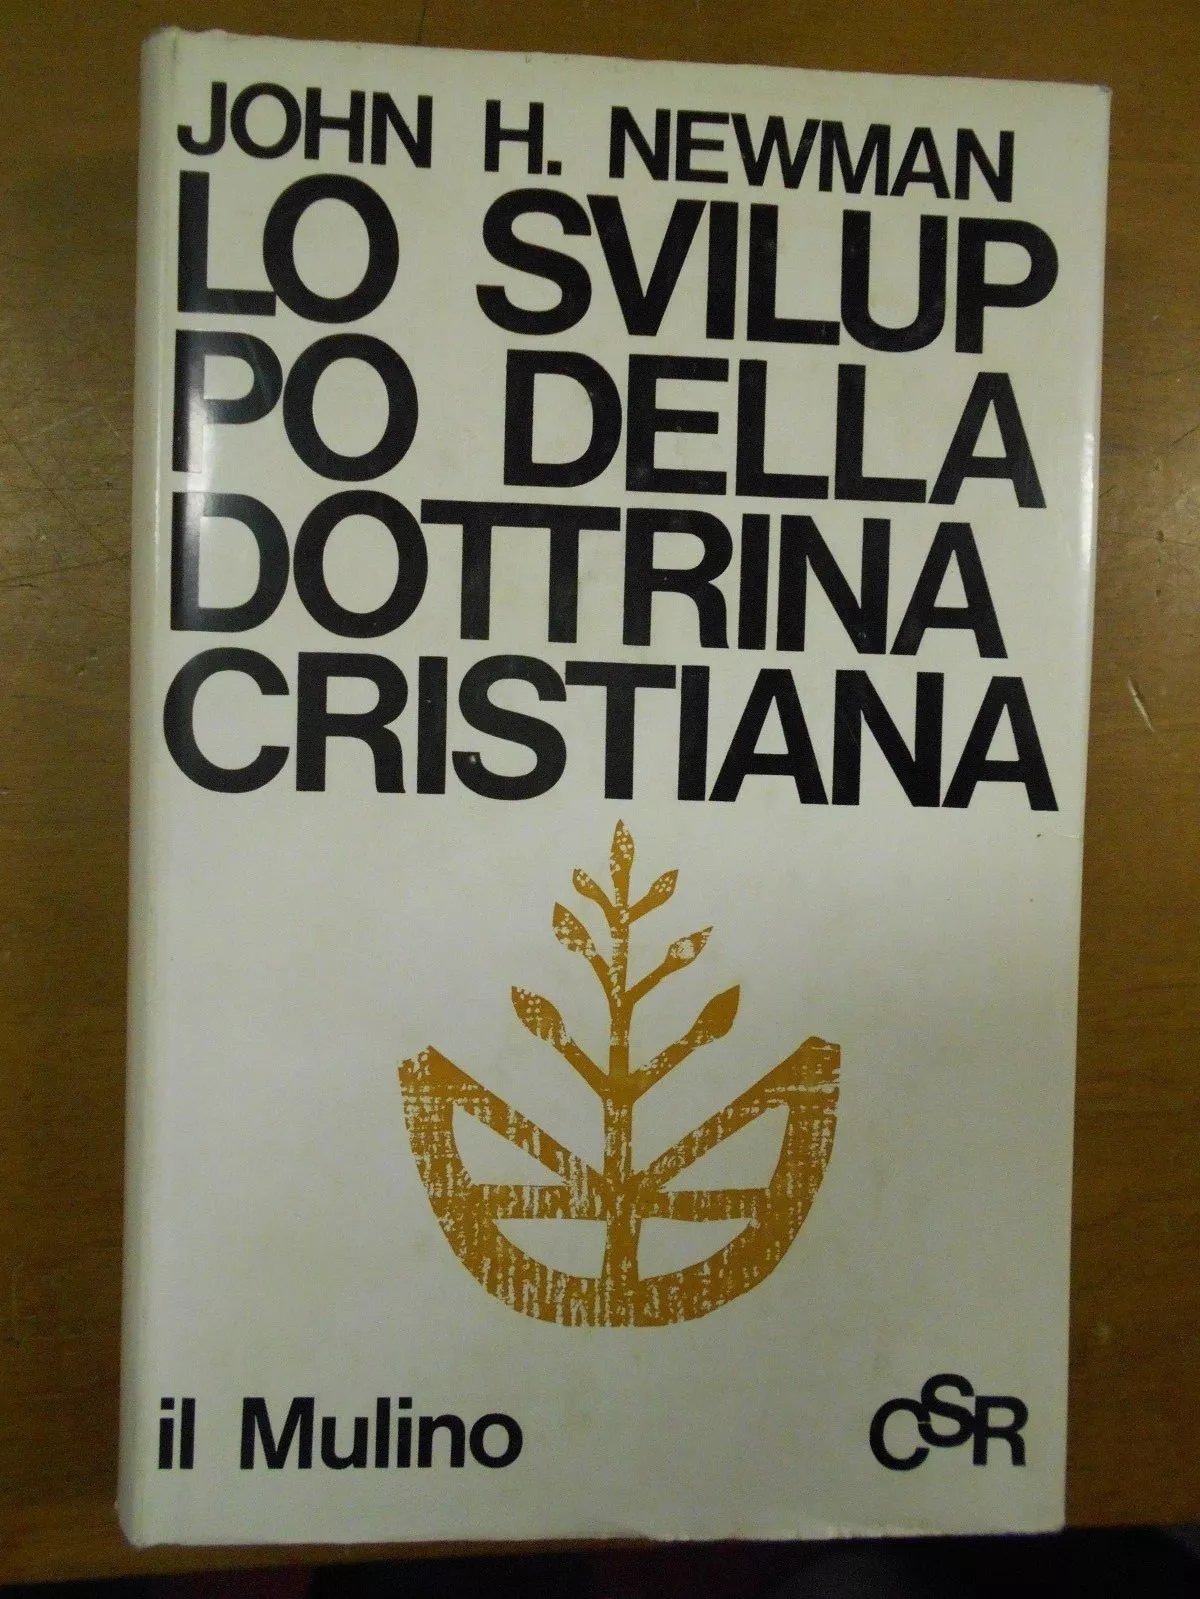 JOHN H. NEWMAN
LO SVILUP
PO DELLA
DOTTRINA
CRISTIANA
il Mulino
CSR